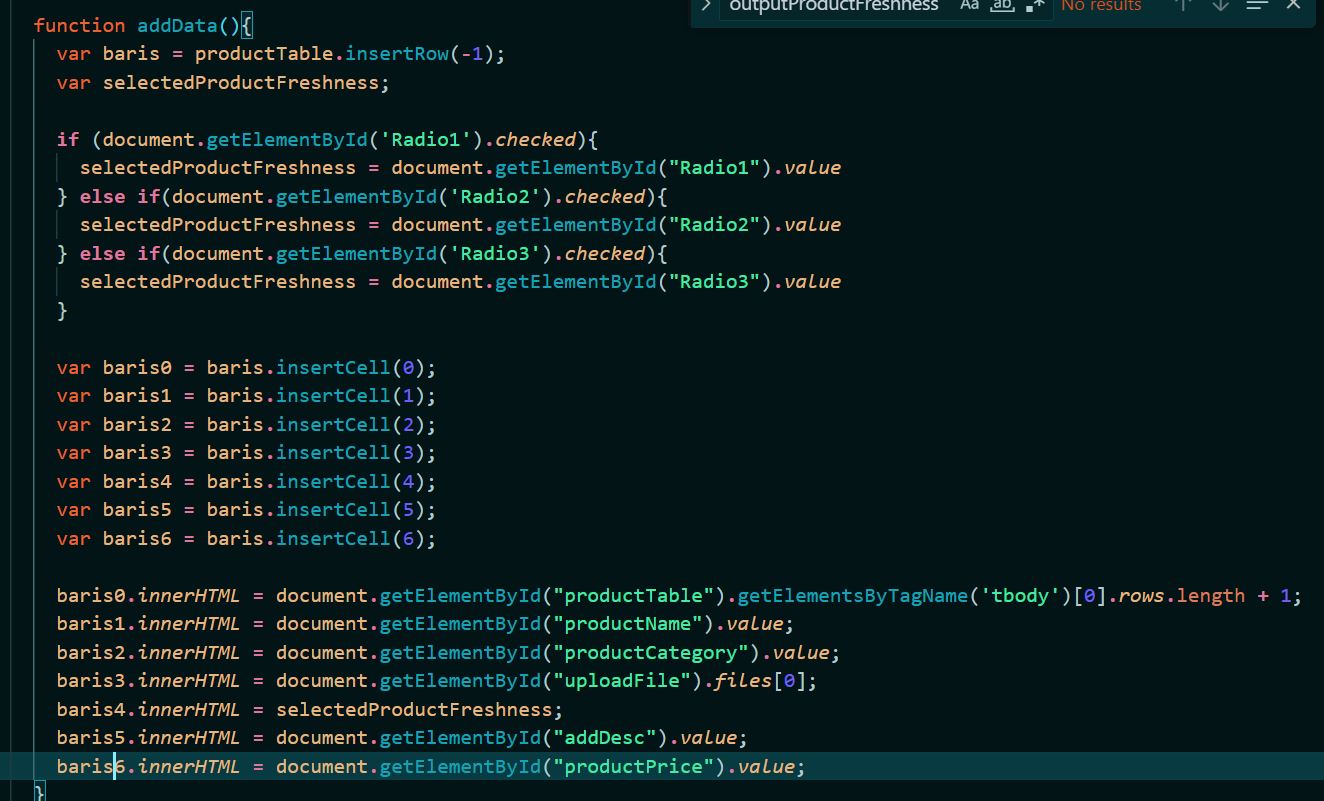 outputProductFreshness Aa ab .* No results
function addData(){
  var baris = productTable.insertRow(-1);
  var selectedProductFreshness;

  if (document.getElementById('Radio1').checked){
    selectedProductFreshness = document.getElementById("Radio1").value
  } else if(document.getElementById('Radio2').checked){
    selectedProductFreshness = document.getElementById("Radio2").value
  } else if(document.getElementById('Radio3').checked){
    selectedProductFreshness = document.getElementById("Radio3").value
  }

  var baris0 = baris.insertCell(0);
  var baris1 = baris.insertCell(1);
  var baris2 = baris.insertCell(2);
  var baris3 = baris.insertCell(3);
  var baris4 = baris.insertCell(4);
  var baris5 = baris.insertCell(5);
  var baris6 = baris.insertCell(6);

  baris0.innerHTML = document.getElementById("productTable").getElementsByTagName('tbody')[0].rows.length + 1;
  baris1.innerHTML = document.getElementById("productName").value;
  baris2.innerHTML = document.getElementById("productCategory").value;
  baris3.innerHTML = document.getElementById("uploadFile").files[0];
  baris4.innerHTML = selectedProductFreshness;
  baris5.innerHTML = document.getElementById("addDesc").value;
  baris6.innerHTML = document.getElementById("productPrice").value;
}